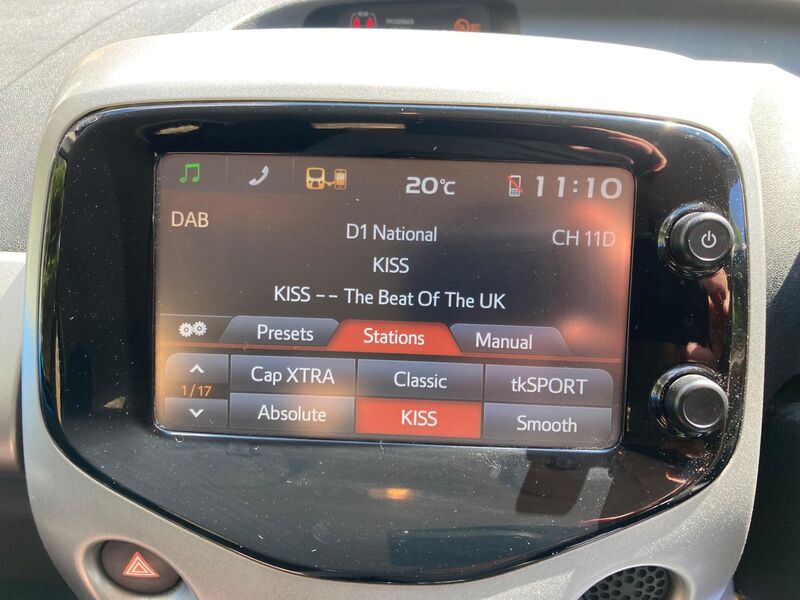 PASSENGER
20°C
11:10
DAB
D1 National
CH 11D
KISS
KISS -- The Beat Of The UK
Presets
Stations
Manual
1/17
Cap XTRA
Classic
tkSPORT
Absolute
KISS
Smooth